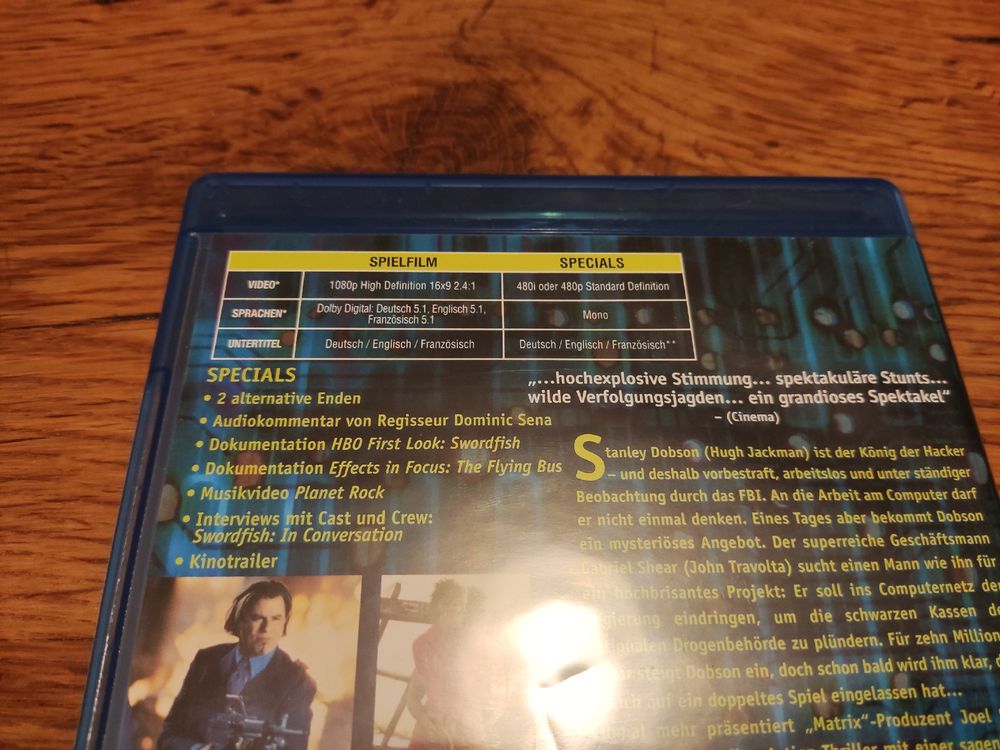 SPIELFILM SPECIALS
VIDEO* 1080p High Definition 16x9 2.4:1 480i oder 480p Standard Definition
SPRACHEN* Dolby Digital: Deutsch 5.1, Englisch 5.1, Französisch 5.1 Mono
UNTERTITEL Deutsch / Englisch / Französisch Deutsch / Englisch / Französisch**
SPECIALS
• 2 alternative Enden
• Audiokommentar von Regisseur Dominic Sena
• Dokumentation HBO First Look: Swordfish
• Dokumentation Effects in Focus: The Flying Bus
• Musikvideo Planet Rock
• Interviews mit Cast und Crew:
Swordfish: In Conversation
• Kinotrailer
„...hochexplosive Stimmung... spektakuläre Stunts...
wilde Verfolgungsjagden... ein grandioses Spektakel"
– (Cinema)
Stanley Dobson (Hugh Jackman) ist der König der Hacker
– und deshalb vorbestraft, arbeitslos und unter ständiger
Beobachtung durch das FBI. An die Arbeit am Computer darf
er nicht einmal denken. Eines Tages aber bekommt Dobson
ein mysteriöses Angebot. Der superreiche Geschäftsmann
Gabriel Shear (John Travolta) sucht einen Mann wie ihn für
ein hochbrisantes Projekt: Er soll ins Computernetz
eindringen, um die schwarzen Kassen
Drogenbehörde zu plündern. Für zehn
steigt Dobson ein, doch schon bald wird ihm klar,
auf ein doppeltes Spiel eingelassen hat...
mehr präsentiert „Matrix"-Produzent Joel
Thriller mit einer